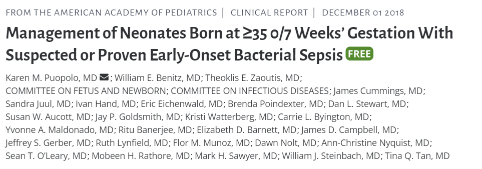 FROM THE AMERICAN ACADEMY OF PEDIATRICS | CLINICAL REPORT | DECEMBER 01 2018
Management of Neonates Born at ≥35 0/7 Weeks’ Gestation With
Suspected or Proven Early-Onset Bacterial Sepsis FREE
Karen M. Puopolo, MD ; William E. Benitz, MD; Theoklis E. Zaoutis, MD;
COMMITTEE ON FETUS AND NEWBORN; COMMITTEE ON INFECTIOUS DISEASES; James Cummings, MD;
Sandra Juul, MD; Ivan Hand, MD; Eric Eichenwald, MD; Brenda Poindexter, MD; Dan L. Stewart, MD;
Susan W. Aucott, MD; Jay P. Goldsmith, MD; Kristi Watterberg, MD; Carrie L. Byington, MD;
Yvonne A. Maldonado, MD; Ritu Banerjee, MD; Elizabeth D. Barnett, MD; James D. Campbell, MD;
Jeffrey S. Gerber, MD; Ruth Lynfield, MD; Flor M. Munoz, MD; Dawn Nolt, MD; Ann-Christine Nyquist, MD;
Sean T. O’Leary, MD; Mobeen H. Rathore, MD; Mark H. Sawyer, MD; William J. Steinbach, MD; Tina Q. Tan, MD